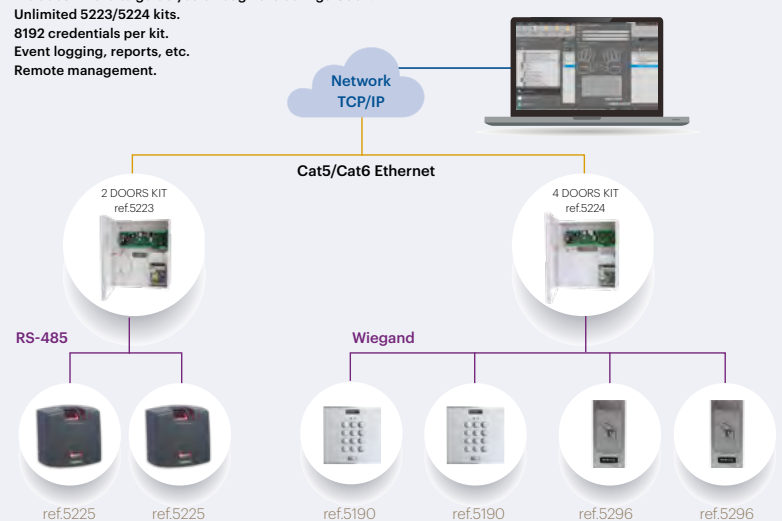 Unlimited 5223/5224 kits.
8192 credentials per kit.
Event logging, reports, etc.
Remote management.
Network
TCP/IP
Cat5/Cat6 Ethernet
2 DOORS KIT
ref.5223
4 DOORS KIT
ref.5224
RS-485
Wiegand
ref.5225
ref.5225
ref.5190
ref.5190
ref.5296
ref.5296